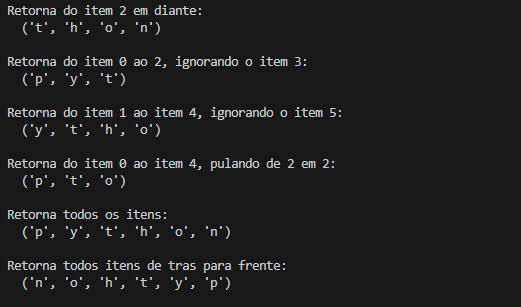 Retorna do item 2 em diante:
('t', 'h', 'o', 'n')
Retorna do item 0 ao 2, ignorando o item 3:
('p', 'y', 't')
Retorna do item 1 ao item 4, ignorando o item 5:
('y', 't', 'h', 'o')
Retorna do item 0 ao item 4, pulando de 2 em 2:
('p', 't', 'o')
Retorna todos os itens:
('p', 'y', 't', 'h', 'o', 'n')
Retorna todos itens de tras para frente:
('n', 'o', 'h', 't', 'y', 'p')